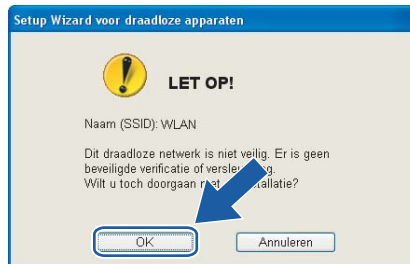 Setup Wizard voor draadloze apparaten
LET OP!
Naam (SSID): WLAN
Dit draadloze netwerk is niet veilig. Er is geen
beveiligde verificatie of
Wilt u toch doorgaan
OK
Annuleren